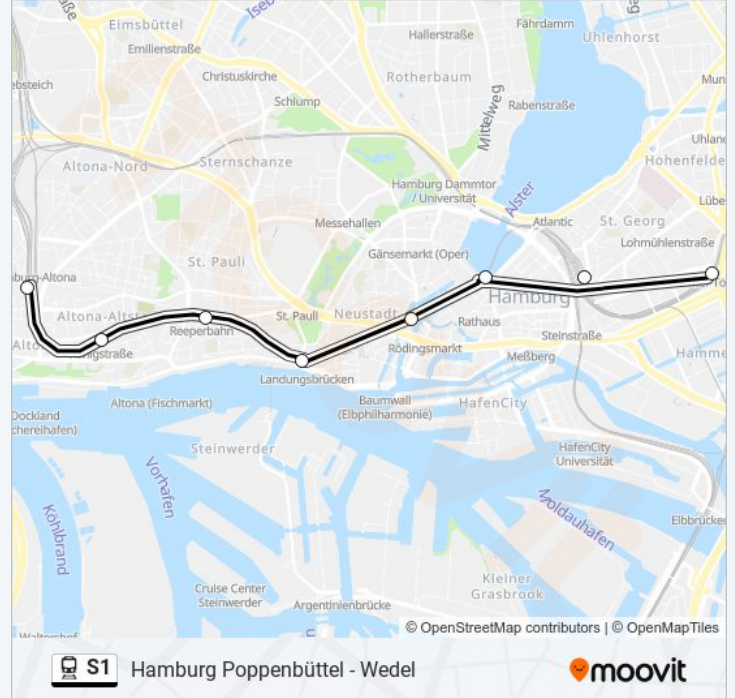 Eimsbüttel
Fährdamm
Emilienstraße
Hallerstraße
Uhlenhorst
Christuskirche
Rotherbaum
Schlump
Mittelweg
Rabenstraße
Altona-Nord
Sternschanze
Hohenfelde
Hamburg Dammtor
/ Universität
Alster
Messehallen
Atlantic
St. Georg
Lohmühlenstraße
Gänsemarkt (Oper)
St. Pauli
Hamburg
St. Pauli
Neustadt
Rathaus
Reeperbahn
Steinstraße
Rödingsmarkt
Meßberg
Landungsbrücken
Altona (Fischmarkt)
Baumwall
(Elbphilharmonie)
HafenCity
Dockland
Steinwerder
HafenCity
Universität
Vorhafen
Köhlbrand
Moldauhafen
Kleiner
Grasbrook
Cruise Center
Steinwerder
Argentinienbrücke
© OpenStreetMap contributors | © OpenMapTiles
S1 Hamburg Poppenbüttel - Wedel
moovit